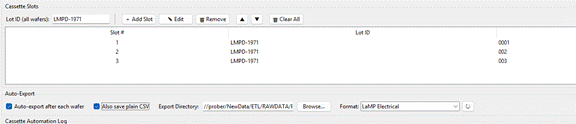 Cassette Slots
Lot ID (all wafers): LMPD-1971 + Add Slot Edit Remove ▲ ▼ Clear All
Slot # Lot ID
1 LMPD-1971 0001
2 LMPD-1971 002
3 LMPD-1971 003
Auto-Export
Auto-export after each wafer Also save plain CSV Export Directory: //prober/NewData/ETL/RAWDATA/ Browse... Format: LaMP Electrical
Cassette Automation Log